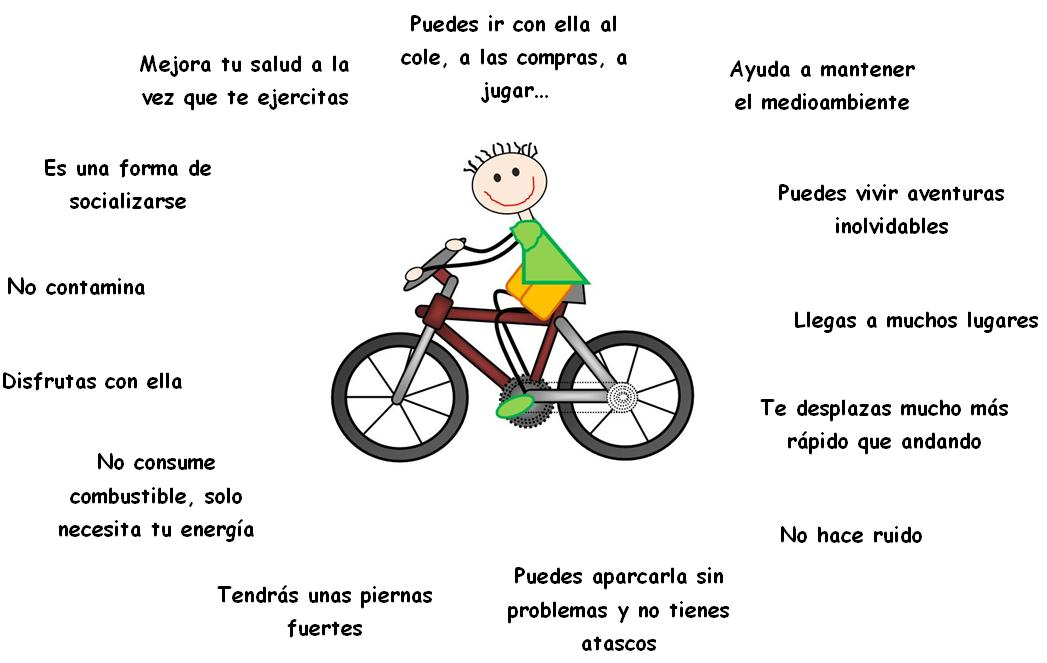 Puedes ir con ella al
cole, a las compras, a
jugar...
Mejora tu salud a la
vez que te ejercitas
Ayuda a mantener
el medioambiente
Es una forma de
socializarse
Puedes vivir aventuras
inolvidables
No contamina
Llegas a muchos lugares
Disfrutas con ella
Te desplazas mucho más
rápido que andando
No consume
combustible, solo
necesita tu energía
No hace ruido
Tendrás unas piernas
fuertes
Puedes aparcarla sin
problemas y no tienes
atascos